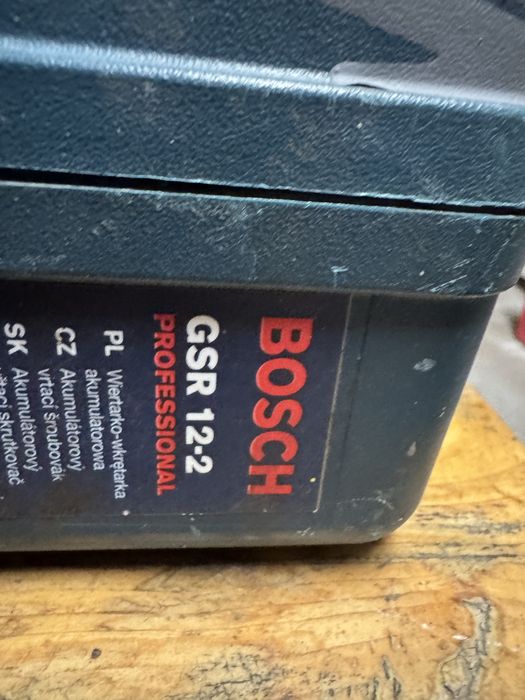 BOSCH
GSR 12-2
PROFESSIONAL
PL Wiertarko-wkrętarka
akumulatorowa
CZ Akumulátorový
vrtací šroubovák
SK Akumulátorový
vŕtací skrutkovač